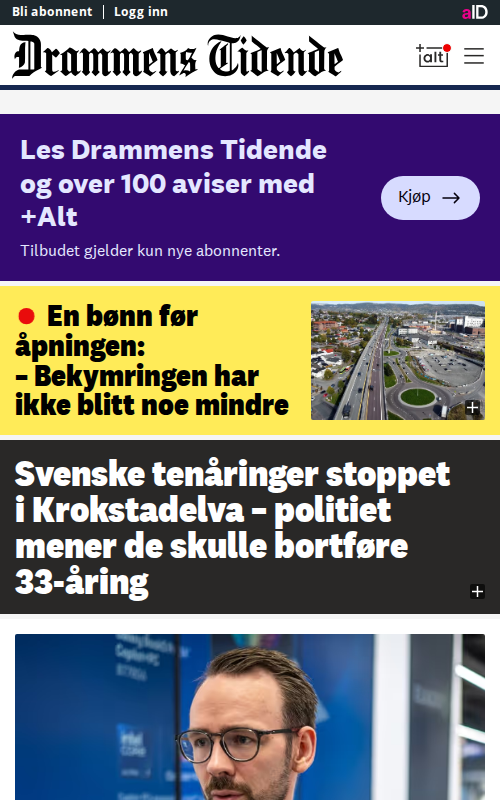 Bli abonnent
Logg inn
aID
Drammens Tidende
+alt
Les Drammens Tidende
og over 100 aviser med
+Alt
Kjøp →
Tilbudet gjelder kun nye abonnenter.
En bønn før
åpningen:
– Bekymringen har
ikke blitt noe mindre
Svenske tenåringer stoppet
i Krokstadelva – politiet
mener de skulle bortføre
33-åring
intel